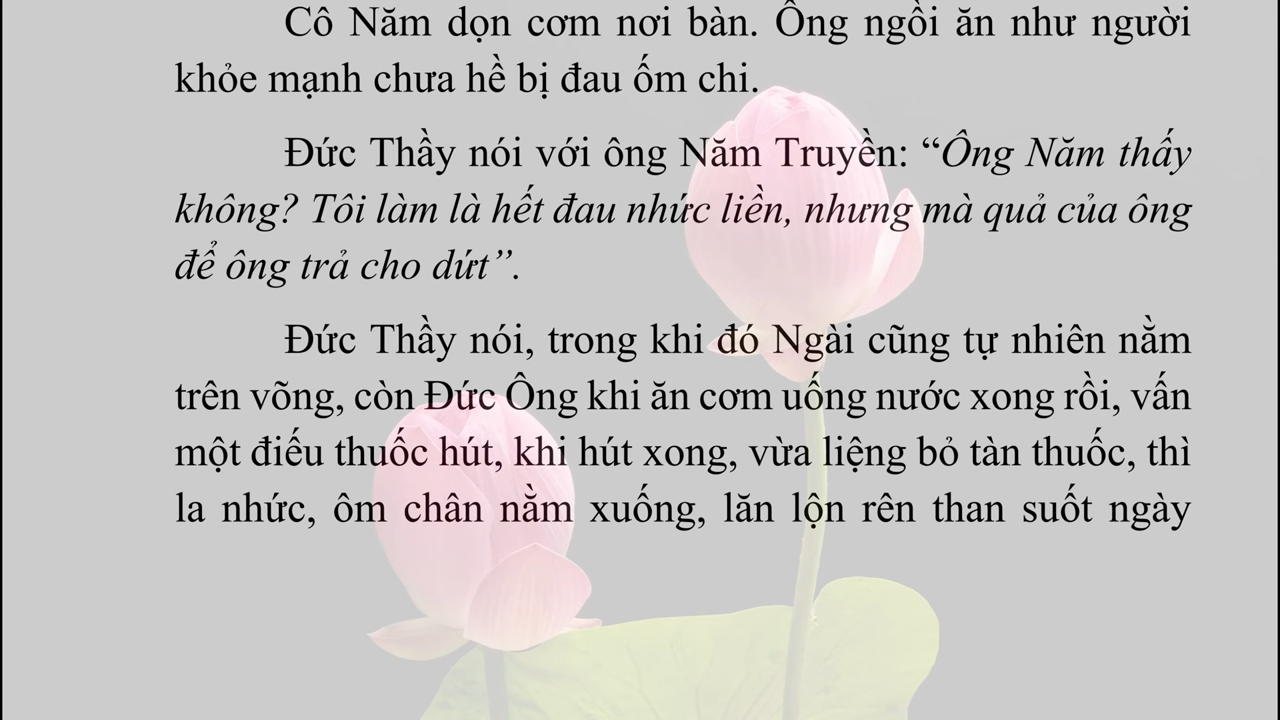 Cô Năm dọn cơm nơi bàn. Ông ngồi ăn như người
khỏe mạnh chưa hề bị đau ốm chi.
Đức Thầy nói với ông Năm Truyền: “Ông Năm thấy
không? Tôi làm là hết đau nhức liền, nhưng mà quả của ông
để ông trả cho dứt”.
Đức Thầy nói, trong khi đó Ngài cũng tự nhiên nằm
trên võng, còn Đức Ông khi ăn cơm uống nước xong rồi, vấn
một điếu thuốc hút, khi hút xong, vừa liệng bỏ tàn thuốc, thì
la nhức, ôm chân nằm xuống, lăn lộn rên than suốt ngày